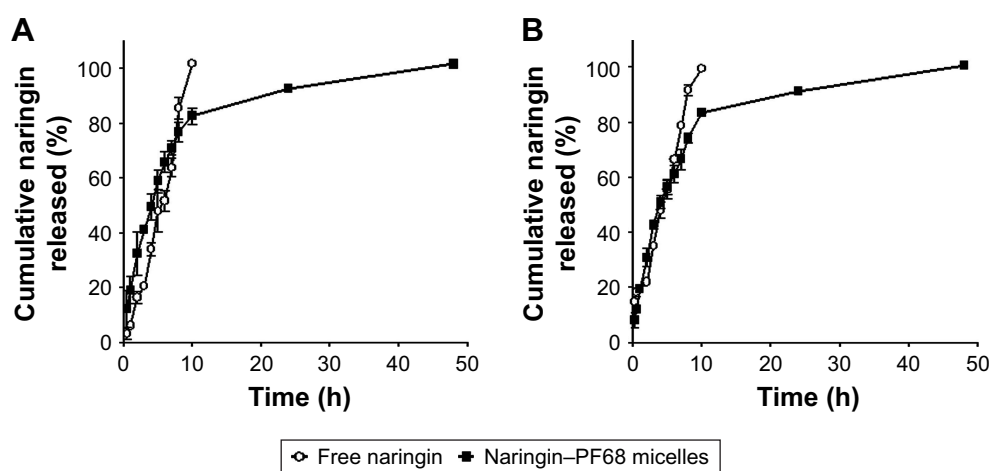 A
Cumulative naringin
released (%)
100
80
60
40
20
0
0 10 20 30 40 50
Time (h)
B
Cumulative naringin
released (%)
100
80
60
40
20
0
0 10 20 30 40 50
Time (h)
Free naringin Naringin–PF68 micelles